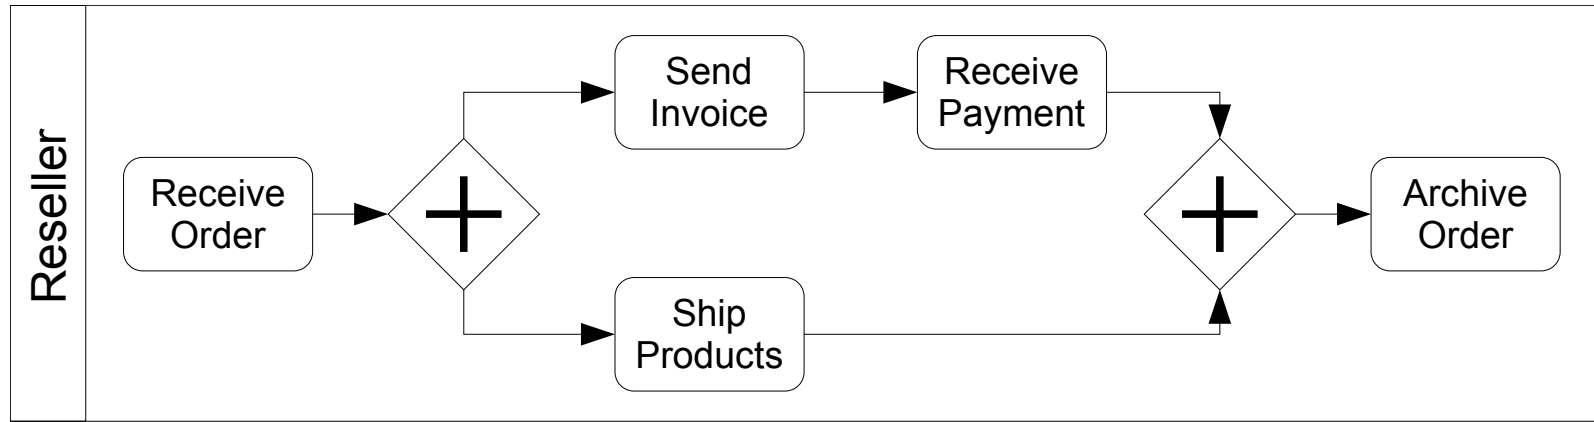 Reseller
Receive
Order
Send
Invoice
Receive
Payment
Ship
Products
Archive
Order